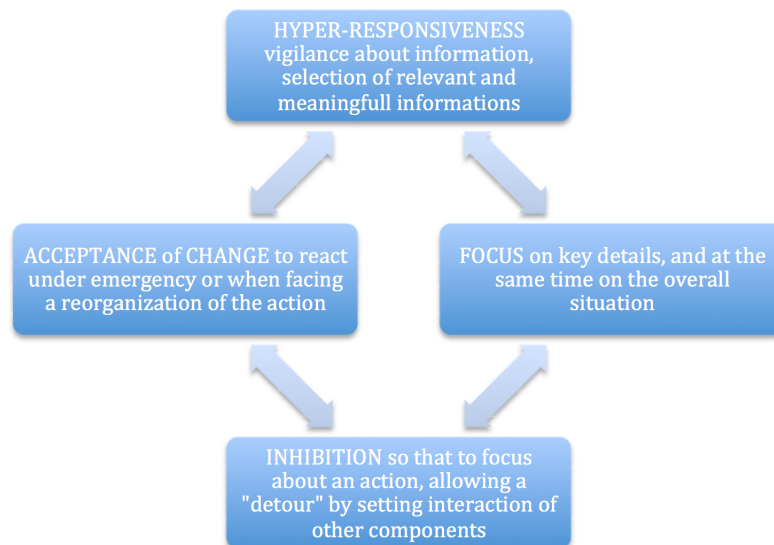 HYPER-RESPONSIVENESS
vigilance about information,
selection of relevant and
meaningfull informations
ACCEPTANCE of CHANGE to react
under emergency or when facing
a reorganization of the action
FOCUS on key details, and at the
same time on the overall
situation
INHIBITION so that to focus
about an action, allowing a
"detour" by setting interaction of
other components